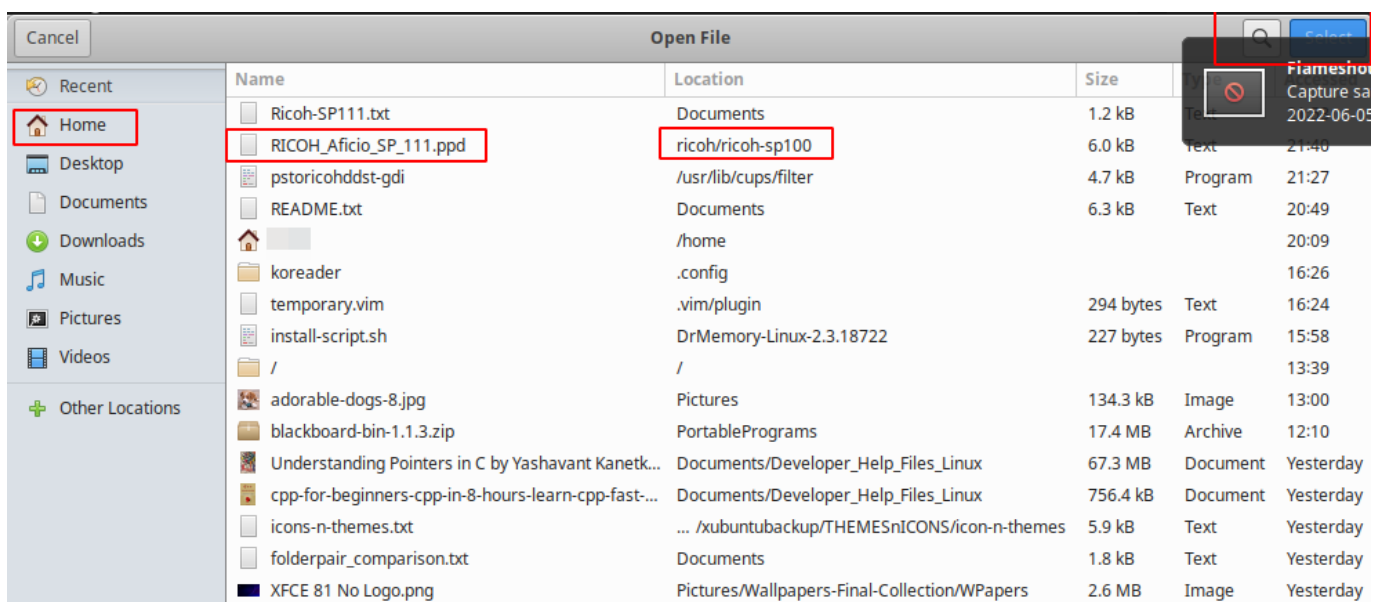 Cancel Open File Select
Recent
Home
Desktop
Documents
Downloads
Music
Pictures
Videos
Other Locations
Name Location Size Accessed
Ricoh-SP111.txt Documents 1.2 kB
RICOH_Aficio_SP_111.ppd ricoh/ricoh-sp100 6.0 kB Text 21:40
pstoricohddst-gdi /usr/lib/cups/filter 4.7 kB Program 21:27
README.txt Documents 6.3 kB Text 20:49
/home 20:09
koreader .config 16:26
temporary.vim .vim/plugin 294 bytes Text 16:24
install-script.sh DrMemory-Linux-2.3.18722 227 bytes Program 15:58
/ / 13:39
adorable-dogs-8.jpg Pictures 134.3 kB Image 13:00
blackboard-bin-1.1.3.zip PortablePrograms 17.4 MB Archive 12:10
Understanding Pointers in C by Yashavant Kanetk... Documents/Developer_Help_Files_Linux 67.3 MB Document Yesterday
cpp-for-beginners-cpp-in-8-hours-learn-cpp-fast-... Documents/Developer_Help_Files_Linux 756.4 kB Document Yesterday
icons-n-themes.txt ... /xubuntubackup/THEMESnICONS/icon-n-themes 5.9 kB Text Yesterday
folderpair_comparison.txt Documents 1.8 kB Text Yesterday
XFCE 81 No Logo.png Pictures/Wallpapers-Final-Collection/WPapers 2.6 MB Image Yesterday
Flameshot
Capture sa
2022-06-05